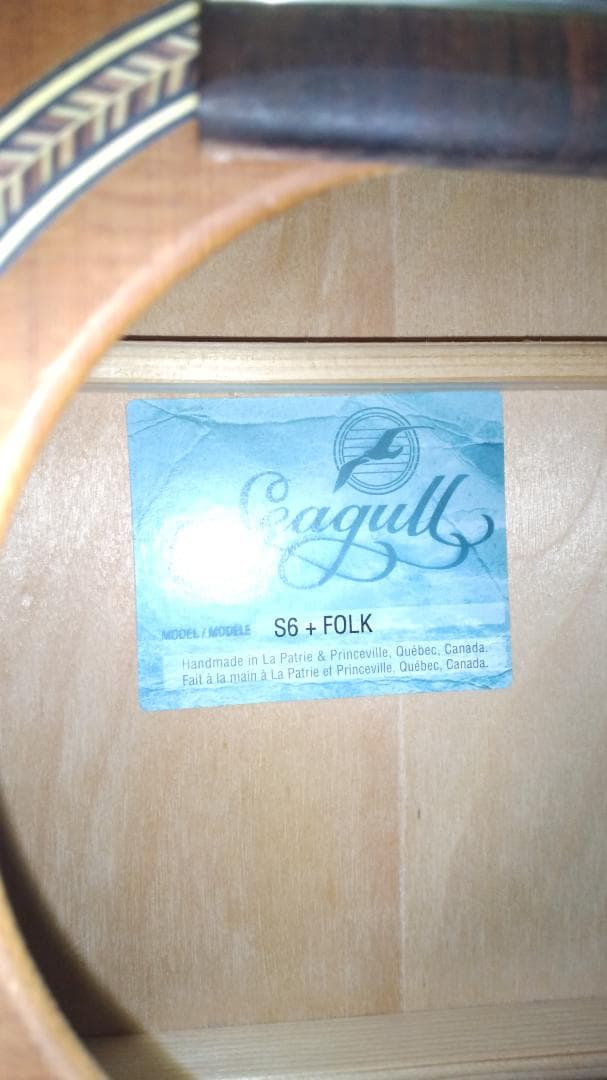 Seagull
MODEL / MODÈLE S6 + FOLK
Handmade in La Patrie & Princeville, Québec, Canada.
Fait à la main à La Patrie et Princeville, Québec, Canada.